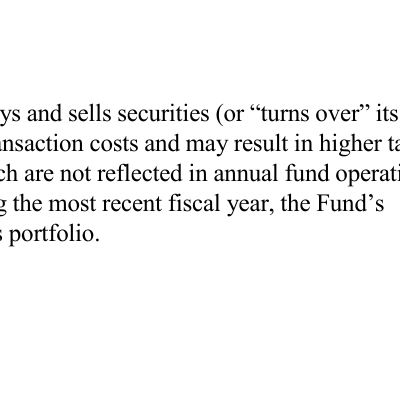 ys and sells securities (or “turns over” its
ansaction costs and may result in higher ta
ch are not reflected in annual fund operati
g the most recent fiscal year, the Fund’s
s portfolio.